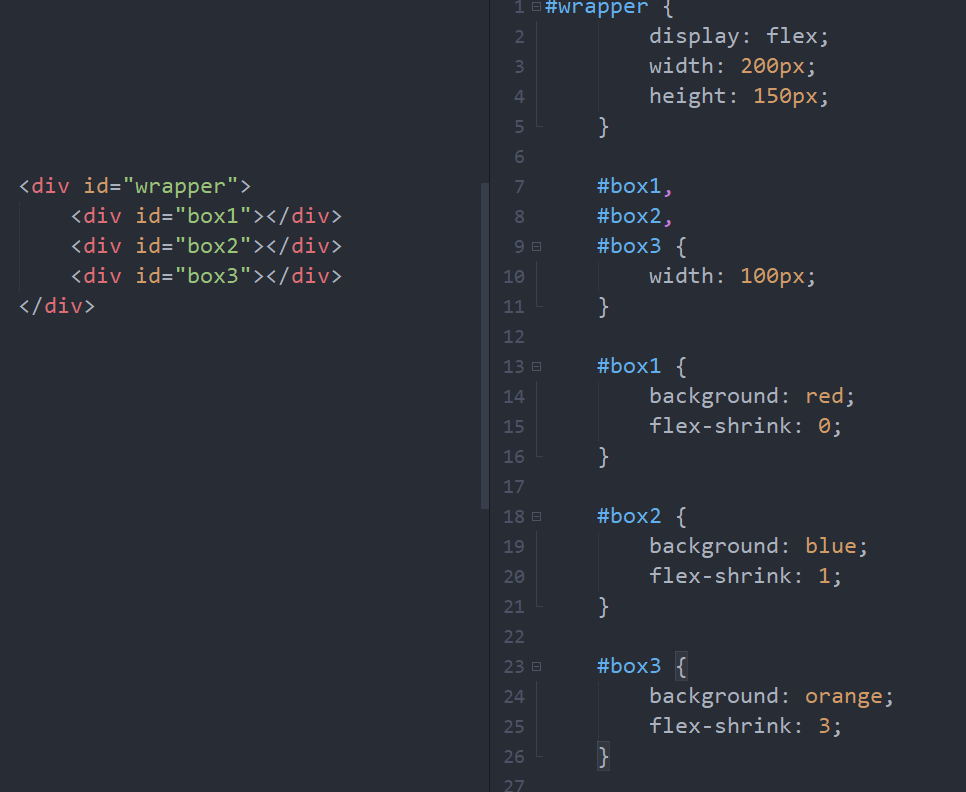 <div id="wrapper">
    <div id="box1"></div>
    <div id="box2"></div>
    <div id="box3"></div>
</div>
1 #wrapper {
2         display: flex;
3         width: 200px;
4         height: 150px;
5     }
6
7     #box1,
8     #box2,
9     #box3 {
10         width: 100px;
11     }
12
13     #box1 {
14         background: red;
15         flex-shrink: 0;
16     }
17
18     #box2 {
19         background: blue;
20         flex-shrink: 1;
21     }
22
23     #box3 {
24         background: orange;
25         flex-shrink: 3;
26     }
27